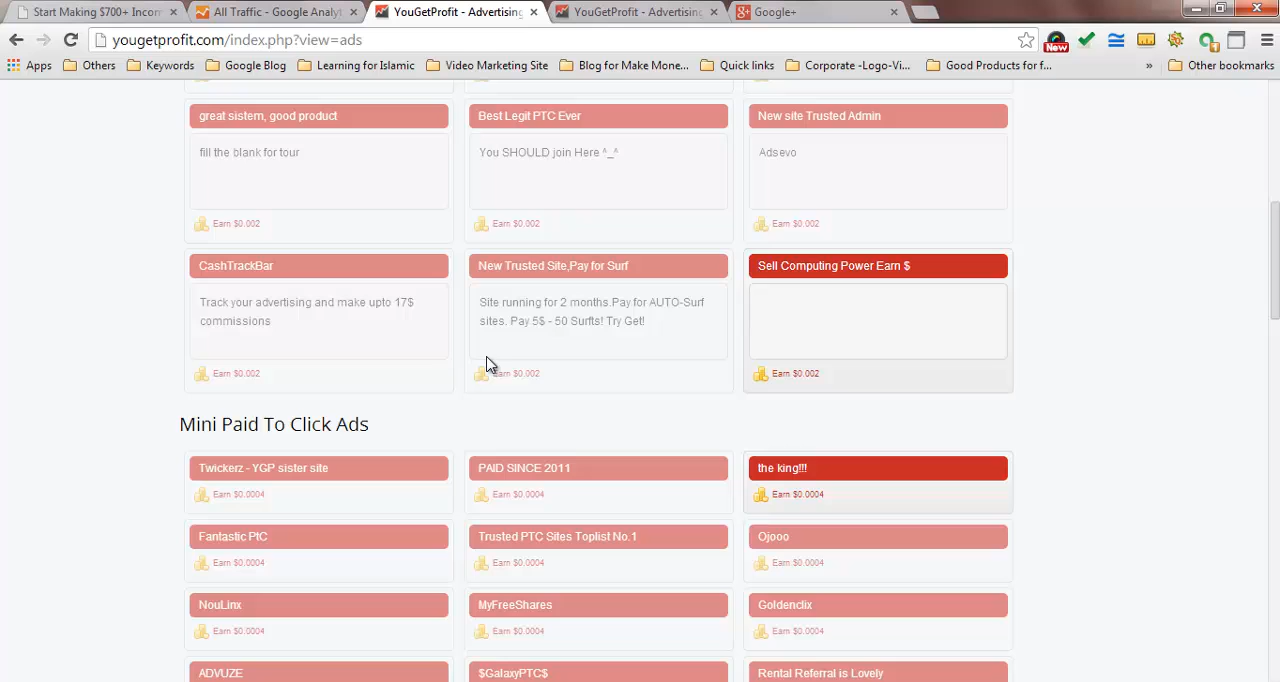 Start Making $700+ Incom
All Traffic - Google Analyt
YouGetProfit - Advertising
YouGetProfit - Advertising
Google+
yougetprofit.com/index.php?view=ads
New
Apps
Others
Keywords
Google Blog
Learning for Islamic
Video Marketing Site
Blog for Make Mone...
Quick links
Corporate -Logo-Vi...
Good Products for f...
»
Other bookmarks
great sistem, good product
Best Legit PTC Ever
New site Trusted Admin
fill the blank for tour
You SHOULD join Here ^_^
Adsevo
Earn $0.002
Earn $0.002
Earn $0.002
CashTrackBar
New Trusted Site,Pay for Surf
Sell Computing Power Earn $
Track your advertising and make upto 17$
commissions
Site running for 2 months.Pay for AUTO-Surf
sites. Pay 5$ - 50 Surfts! Try Get!
Earn $0.002
Earn $0.002
Earn $0.002
Mini Paid To Click Ads
Twickerz - YGP sister site
PAID SINCE 2011
the king!!!
Earn $0.0004
Earn $0.0004
Earn $0.0004
Fantastic PtC
Trusted PTC Sites Toplist No.1
Ojooo
Earn $0.0004
Earn $0.0004
Earn $0.0004
NouLinx
MyFreeShares
Goldenclix
Earn $0.0004
Earn $0.0004
Earn $0.0004
ADVUZE
$GalaxyPTC$
Rental Referral is Lovely